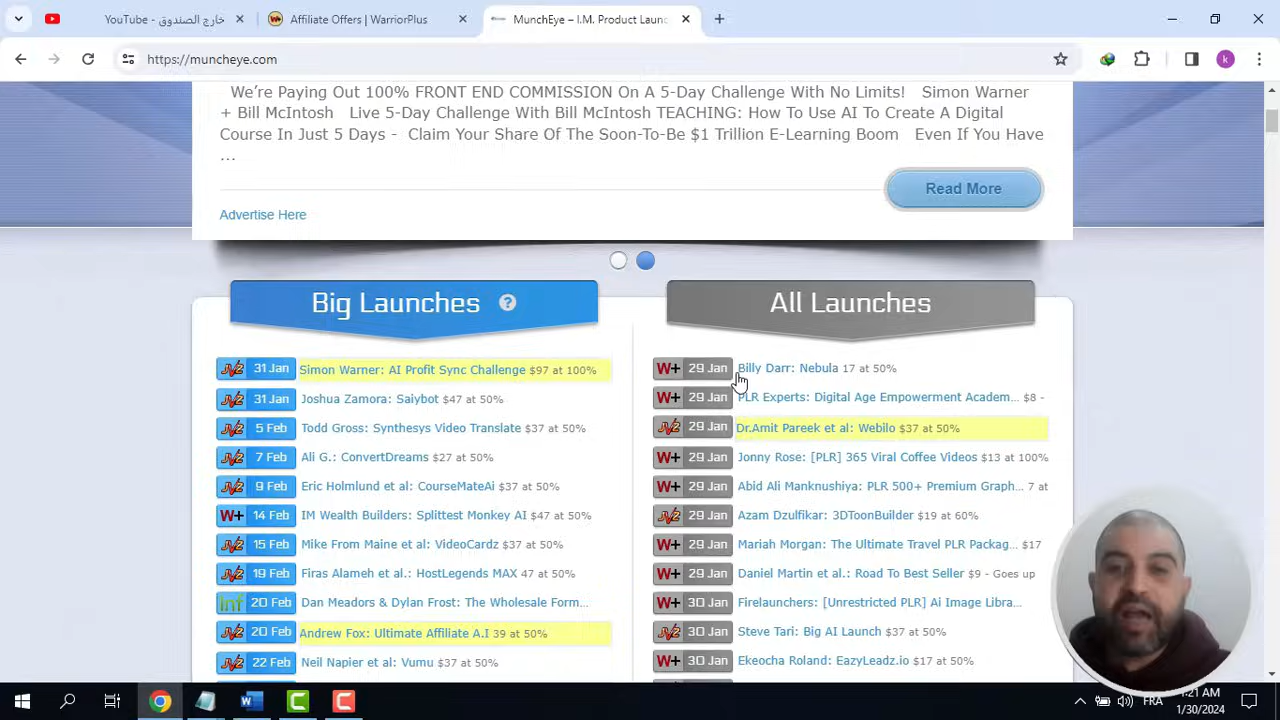 YouTube - خارج الصندوق
Affiliate Offers | WarriorPlus
MunchEye – I.M. Product Launc
https://muncheye.com
k
We're Paying Out 100% FRONT END COMMISSION On A 5-Day Challenge With No Limits! Simon Warner
+ Bill McIntosh Live 5-Day Challenge With Bill McIntosh TEACHING: How To Use AI To Create A Digital
Course In Just 5 Days - Claim Your Share Of The Soon-To-Be $1 Trillion E-Learning Boom Even If You Have
...
Read More
Advertise Here
Big Launches ?
JV2 31 Jan Simon Warner: AI Profit Sync Challenge $97 at 100%
JV2 31 Jan Joshua Zamora: Saiybot $47 at 50%
JV2 5 Feb Todd Gross: Synthesys Video Translate $37 at 50%
JV2 7 Feb Ali G.: ConvertDreams $27 at 50%
JV2 9 Feb Eric Holmlund et al: CourseMateAi $37 at 50%
W+ 14 Feb IM Wealth Builders: Splittest Monkey AI $47 at 50%
JV2 15 Feb Mike From Maine et al: VideoCardz $37 at 50%
JV2 19 Feb Firas Alameh et al.: HostLegends MAX 47 at 50%
Inf 20 Feb Dan Meadors & Dylan Frost: The Wholesale Form...
JV2 20 Feb Andrew Fox: Ultimate Affiliate A.I 39 at 50%
JV2 22 Feb Neil Napier et al: Vumu $37 at 50%
All Launches
W+ 29 Jan Billy Darr: Nebula 17 at 50%
W+ 29 Jan PLR Experts: Digital Age Empowerment Academ... $8 -
JV2 29 Jan Dr.Amit Pareek et al: Webilo $37 at 50%
W+ 29 Jan Jonny Rose: [PLR] 365 Viral Coffee Videos $13 at 100%
W+ 29 Jan Abid Ali Manknushiya: PLR 500+ Premium Graph... 7 at
JV2 29 Jan Azam Dzulfikar: 3DToonBuilder $19 at 60%
W+ 29 Jan Mariah Morgan: The Ultimate Travel PLR Packag... $17
W+ 29 Jan Daniel Martin et al.: Road To Best Seller $9 - Goes up
W+ 30 Jan Firelaunchers: [Unrestricted PLR] Ai Image Libra...
JV2 30 Jan Steve Tari: Big AI Launch $37 at 50%
W+ 30 Jan Ekeocha Roland: EazyLeadz.io $17 at 50%
FRA
1:21 AM
1/30/2024